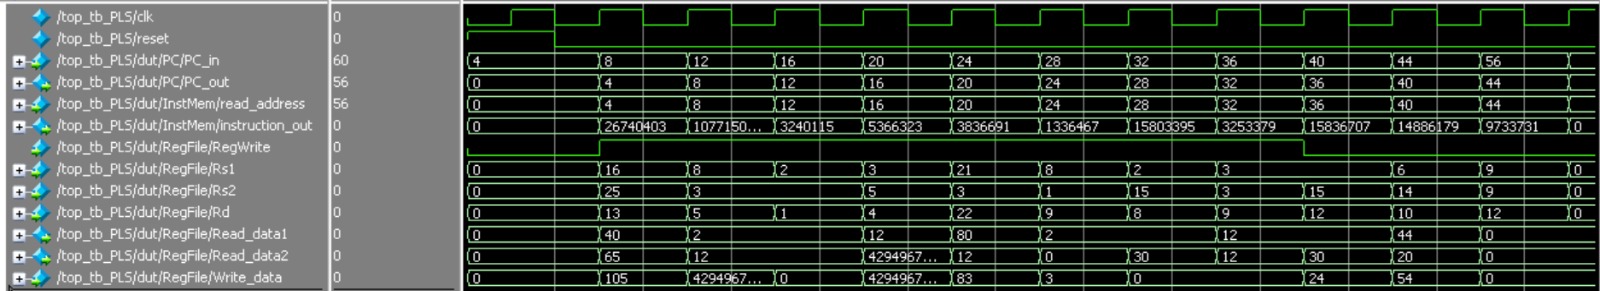 /top_tb_PLS/clk 0
/top_tb_PLS/reset 0
/top_tb_PLS/dut/PC/PC_in 60 4 8 12 16 20 24 28 32 36 40 44 56
/top_tb_PLS/dut/PC/PC_out 56 0 4 8 12 16 20 24 28 32 36 40 44
/top_tb_PLS/dut/InstMem/read_address 56 0 4 8 12 16 20 24 28 32 36 40 44
/top_tb_PLS/dut/InstMem/instruction_out 0 0 26740403 1077150... 3240115 5366323 3836691 1336467 15803395 3253379 15836707 14886179 9733731 0
/top_tb_PLS/dut/RegFile/RegWrite 0
/top_tb_PLS/dut/RegFile/Rs1 0 0 16 8 2 3 21 8 2 3 6 9 0
/top_tb_PLS/dut/RegFile/Rs2 0 0 25 3 5 3 1 15 3 15 14 9 0
/top_tb_PLS/dut/RegFile/Rd 0 0 13 5 1 4 22 9 8 9 12 10 12 0
/top_tb_PLS/dut/RegFile/Read_data1 0 0 40 2 12 80 2 12 44 0
/top_tb_PLS/dut/RegFile/Read_data2 0 0 65 12 4294967... 12 0 30 12 30 20 0
/top_tb_PLS/dut/RegFile/Write_data 0 0 105 4294967... 0 4294967... 83 3 0 24 54 0